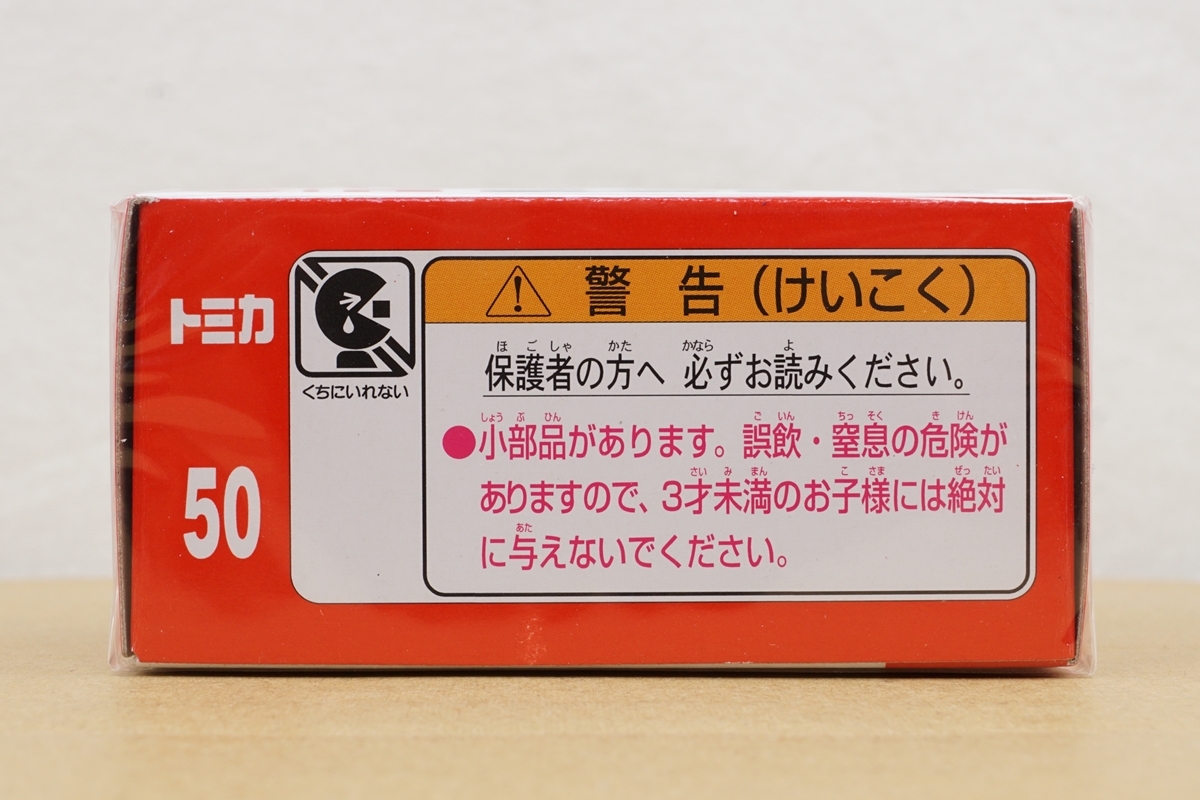 トミカ
50
くちにいれない
警告(けいこく)
ほごしゃ かた かなら よ
保護者の方へ 必ずお読みください。
しょうぶひん ごいん ちっそく きけん
●小部品があります。誤飲・窒息の危険が
さいみまん こさま ぜったい
ありますので、3才未満のお子様には絶対
あた
に与えないでください。